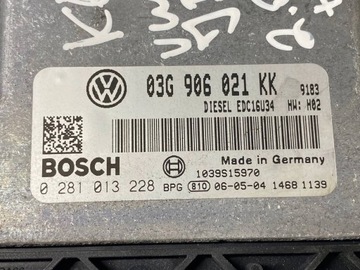 03G 906 021 KK 9183
DIESEL EDC16U34 HW: H02
BOSCH
Made in Germany
1039S15970
0 281 013 228 BPG 810 06-05-04 1468 1139